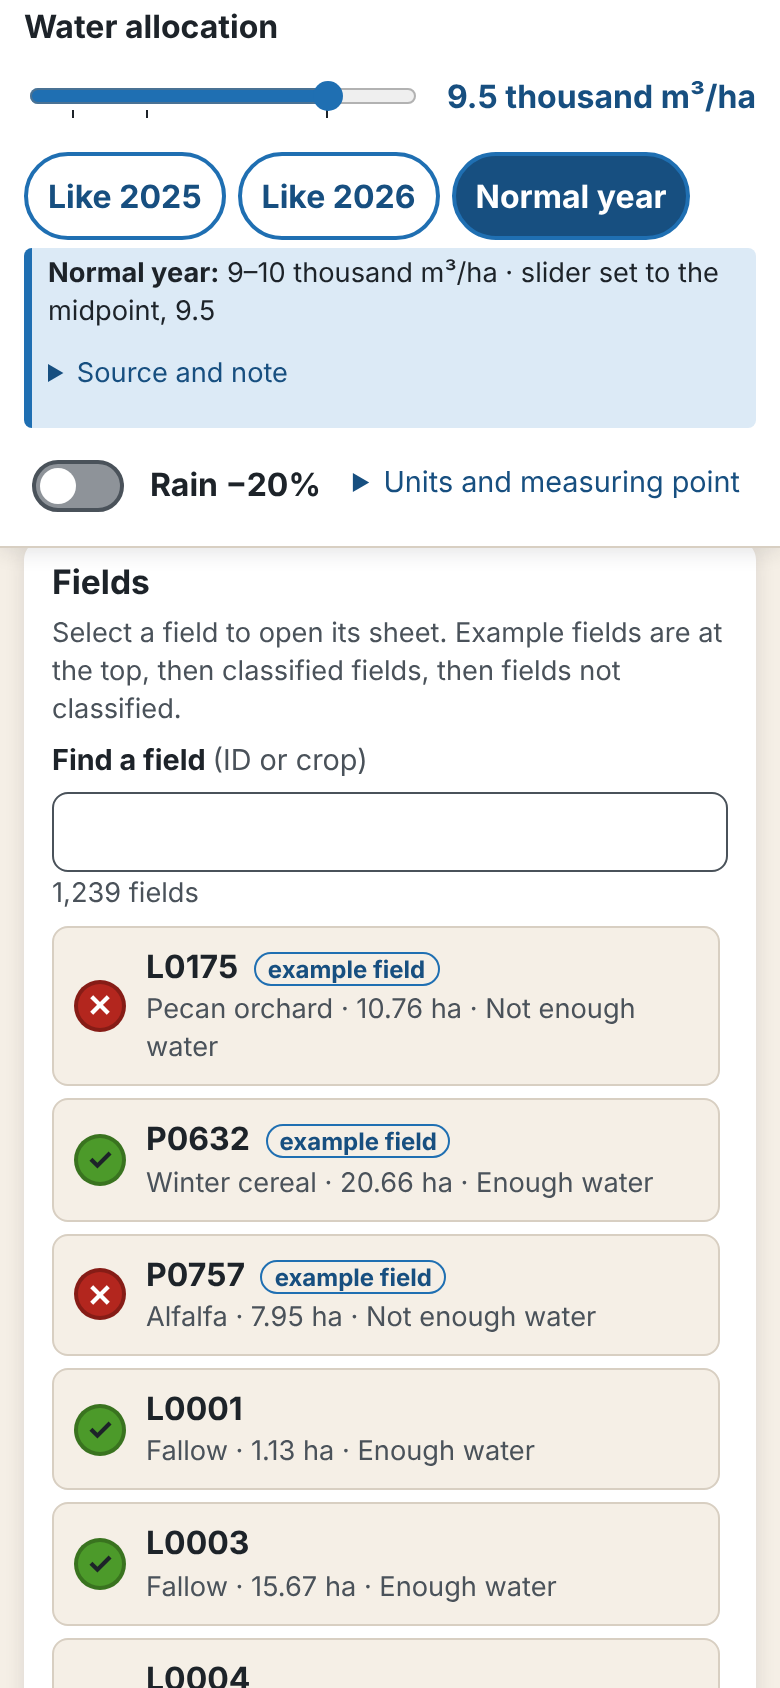 Water allocation
9.5 thousand m³/ha
Like 2025
Like 2026
Normal year
Normal year: 9–10 thousand m³/ha · slider set to the
midpoint, 9.5
Source and note
Rain −20%
Units and measuring point
Fields
Select a field to open its sheet. Example fields are at
the top, then classified fields, then fields not
classified.
Find a field (ID or crop)
1,239 fields
L0175 example field
Pecan orchard · 10.76 ha · Not enough
water
P0632 example field
Winter cereal · 20.66 ha · Enough water
P0757 example field
Alfalfa · 7.95 ha · Not enough water
L0001
Fallow · 1.13 ha · Enough water
L0003
Fallow · 15.67 ha · Enough water
L0004